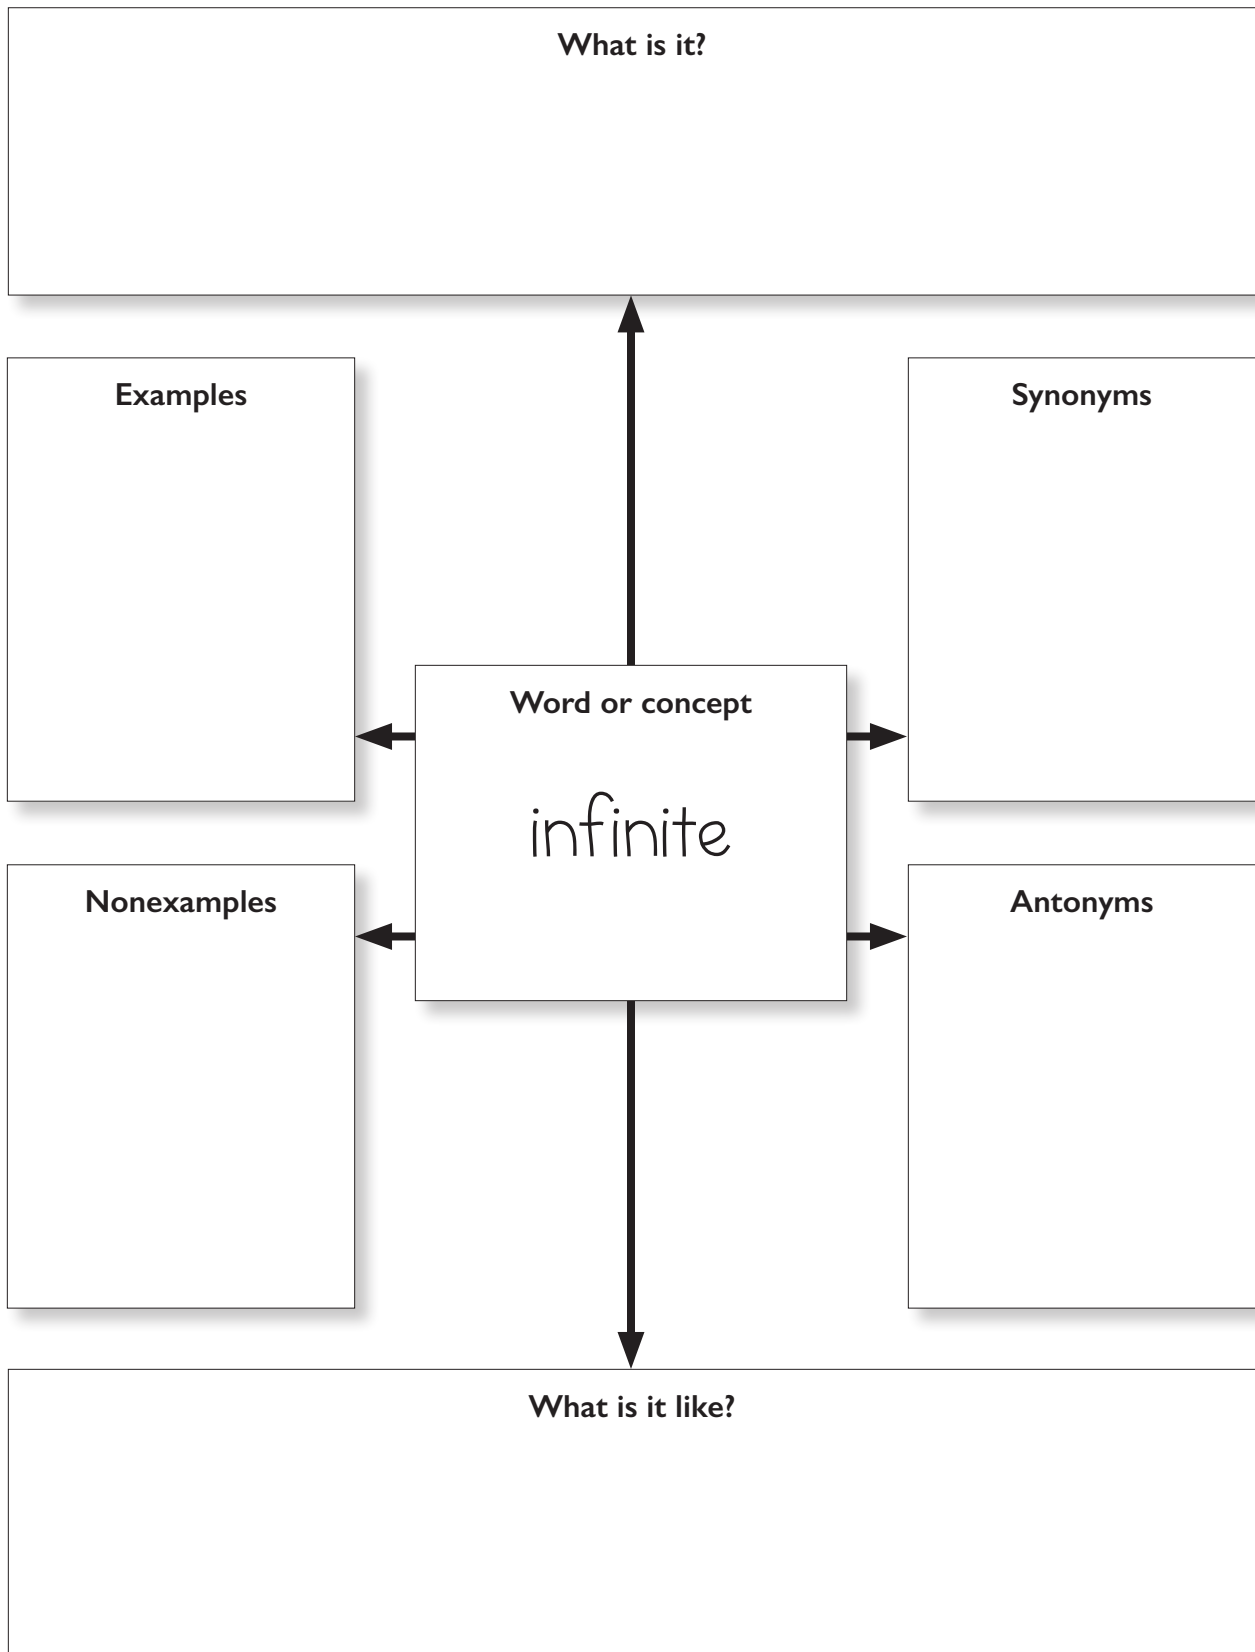 What is it?
Examples
Synonyms
Word or concept
infinite
Nonexamples
Antonyms
What is it like?